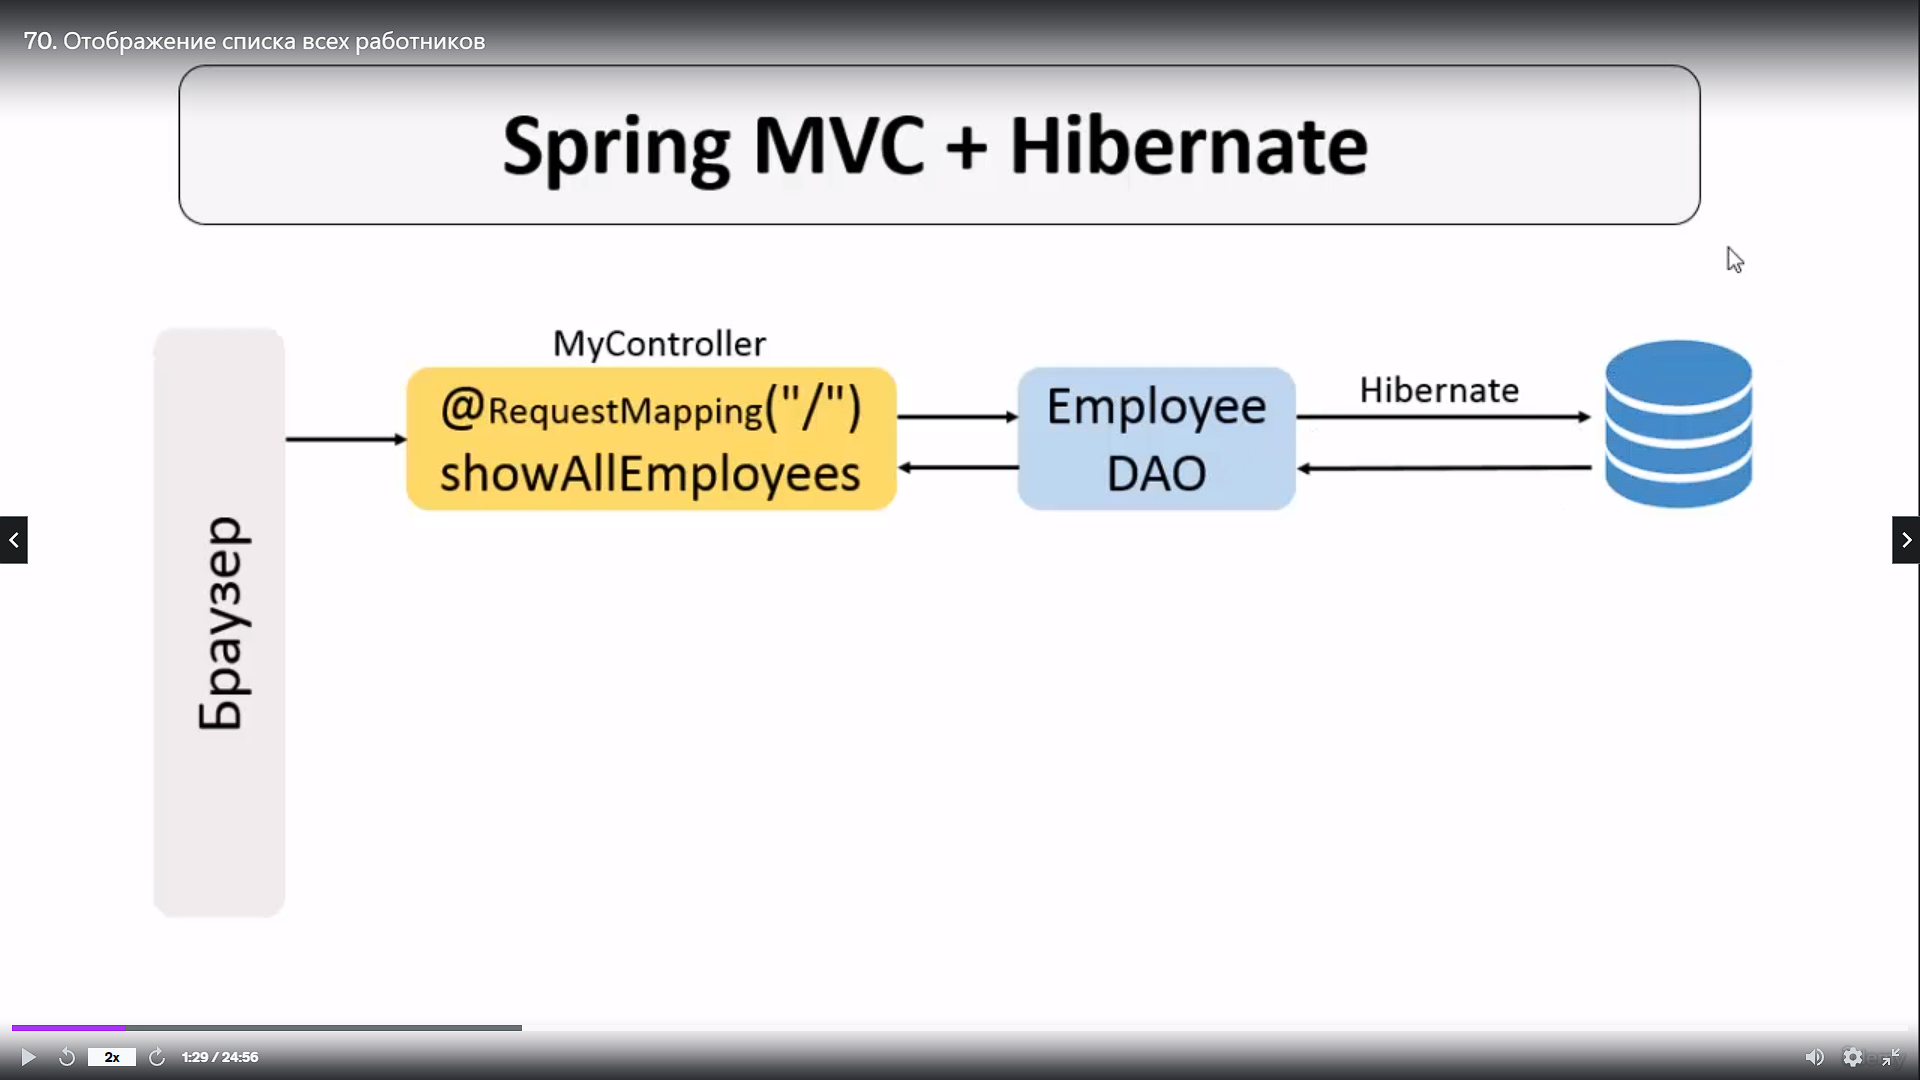 70. Отображение списка всех работников
Spring MVC + Hibernate
MyController
@RequestMapping("/")
showAllEmployees
Employee
DAO
Hibernate
Браузер
2x
1:29 / 24:56